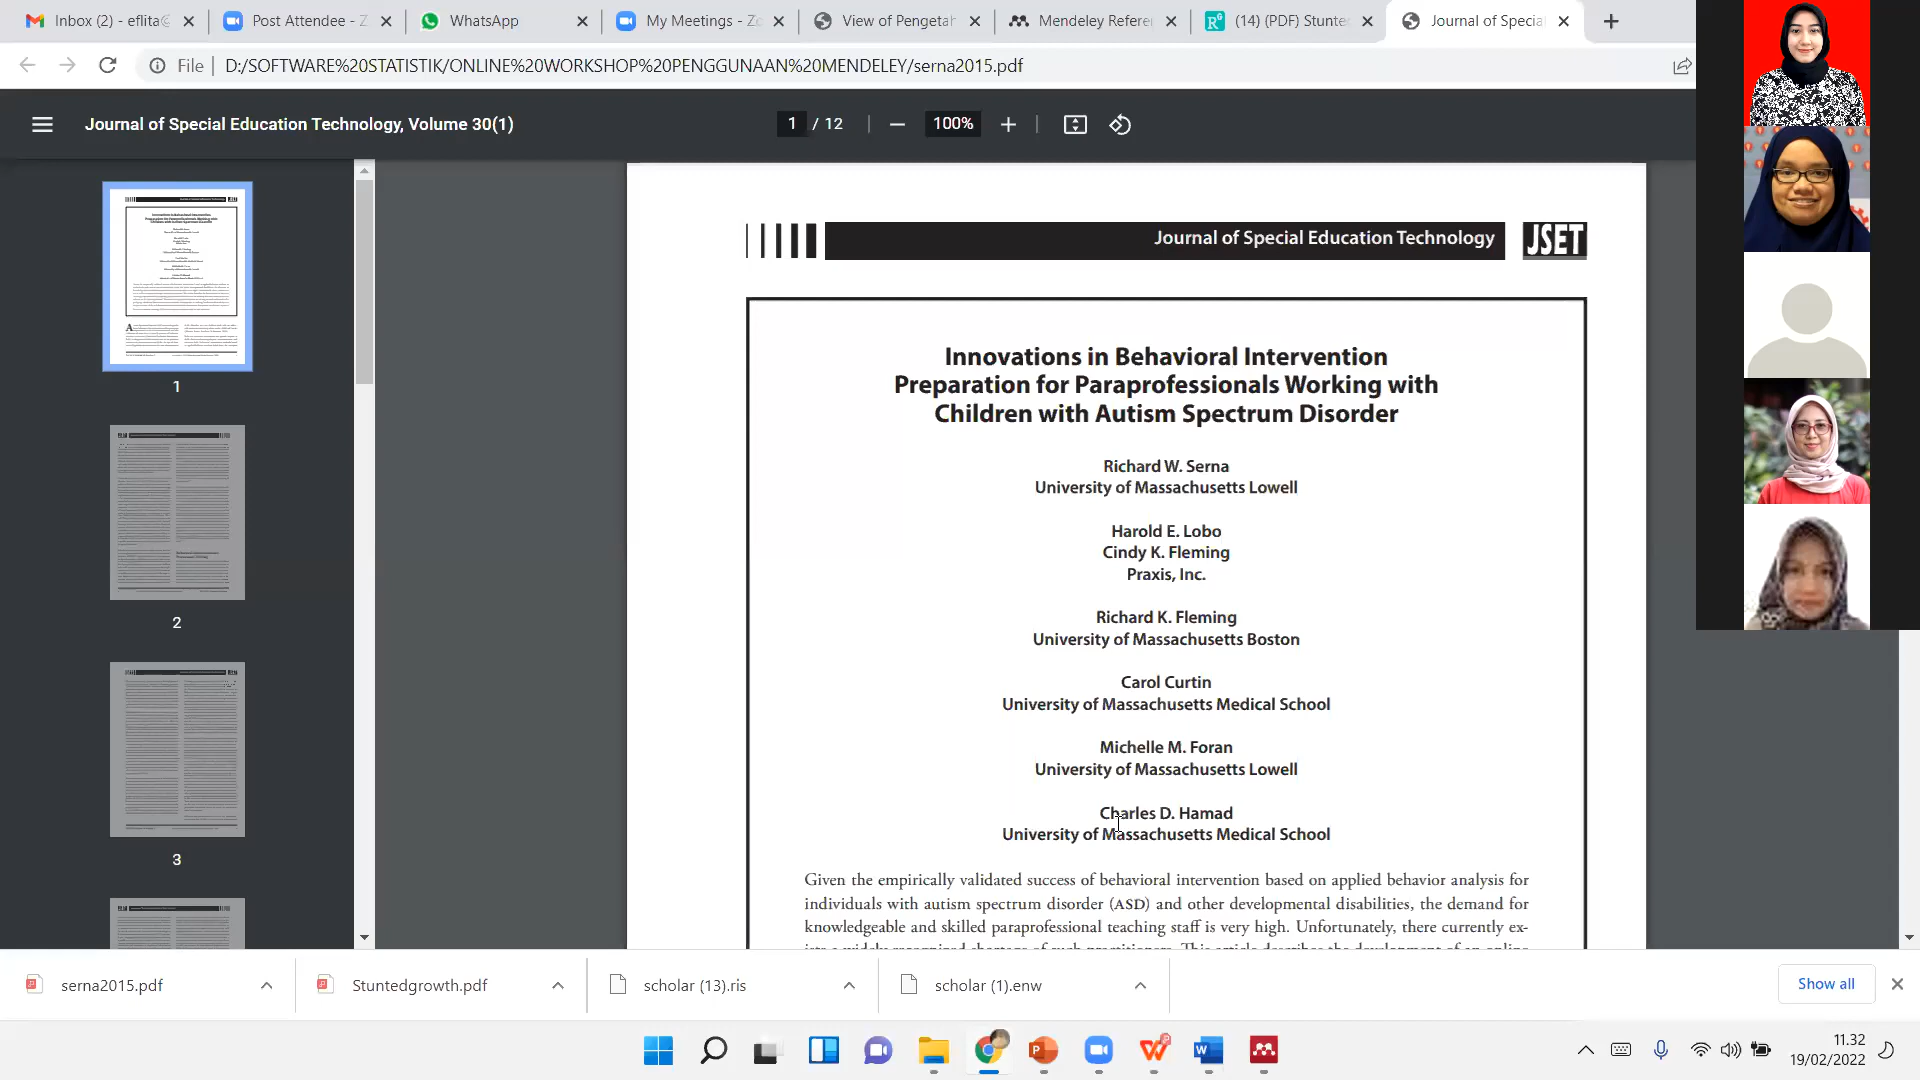 Inbox (2) - eflita@
Post Attendee - Z
WhatsApp
My Meetings - Zo
View of Pengetah
Mendeley Refere
(14) (PDF) Stunte
Journal of Specia
File
D:/SOFTWARE%20STATISTIK/ONLINE%20WORKSHOP%20PENGGUNAAN%20MENDELEY/serna2015.pdf
Journal of Special Education Technology, Volume 30(1)
1 / 12
100%
Journal of Special Education Technology
JSET
Innovations in Behavioral Intervention
Preparation for Paraprofessionals Working with
Children with Autism Spectrum Disorder
Richard W. Serna
University of Massachusetts Lowell
Harold E. Lobo
Cindy K. Fleming
Praxis, Inc.
Richard K. Fleming
University of Massachusetts Boston
Carol Curtin
University of Massachusetts Medical School
Michelle M. Foran
University of Massachusetts Lowell
Charles D. Hamad
University of Massachusetts Medical School
Given the empirically validated success of behavioral intervention based on applied behavior analysis for
individuals with autism spectrum disorder (ASD) and other developmental disabilities, the demand for
knowledgeable and skilled paraprofessional teaching staff is very high. Unfortunately, there currently ex-
1
2
3
serna2015.pdf
Stuntedgrowth.pdf
scholar (13).ris
scholar (1).enw
Show all
11.32
19/02/2022